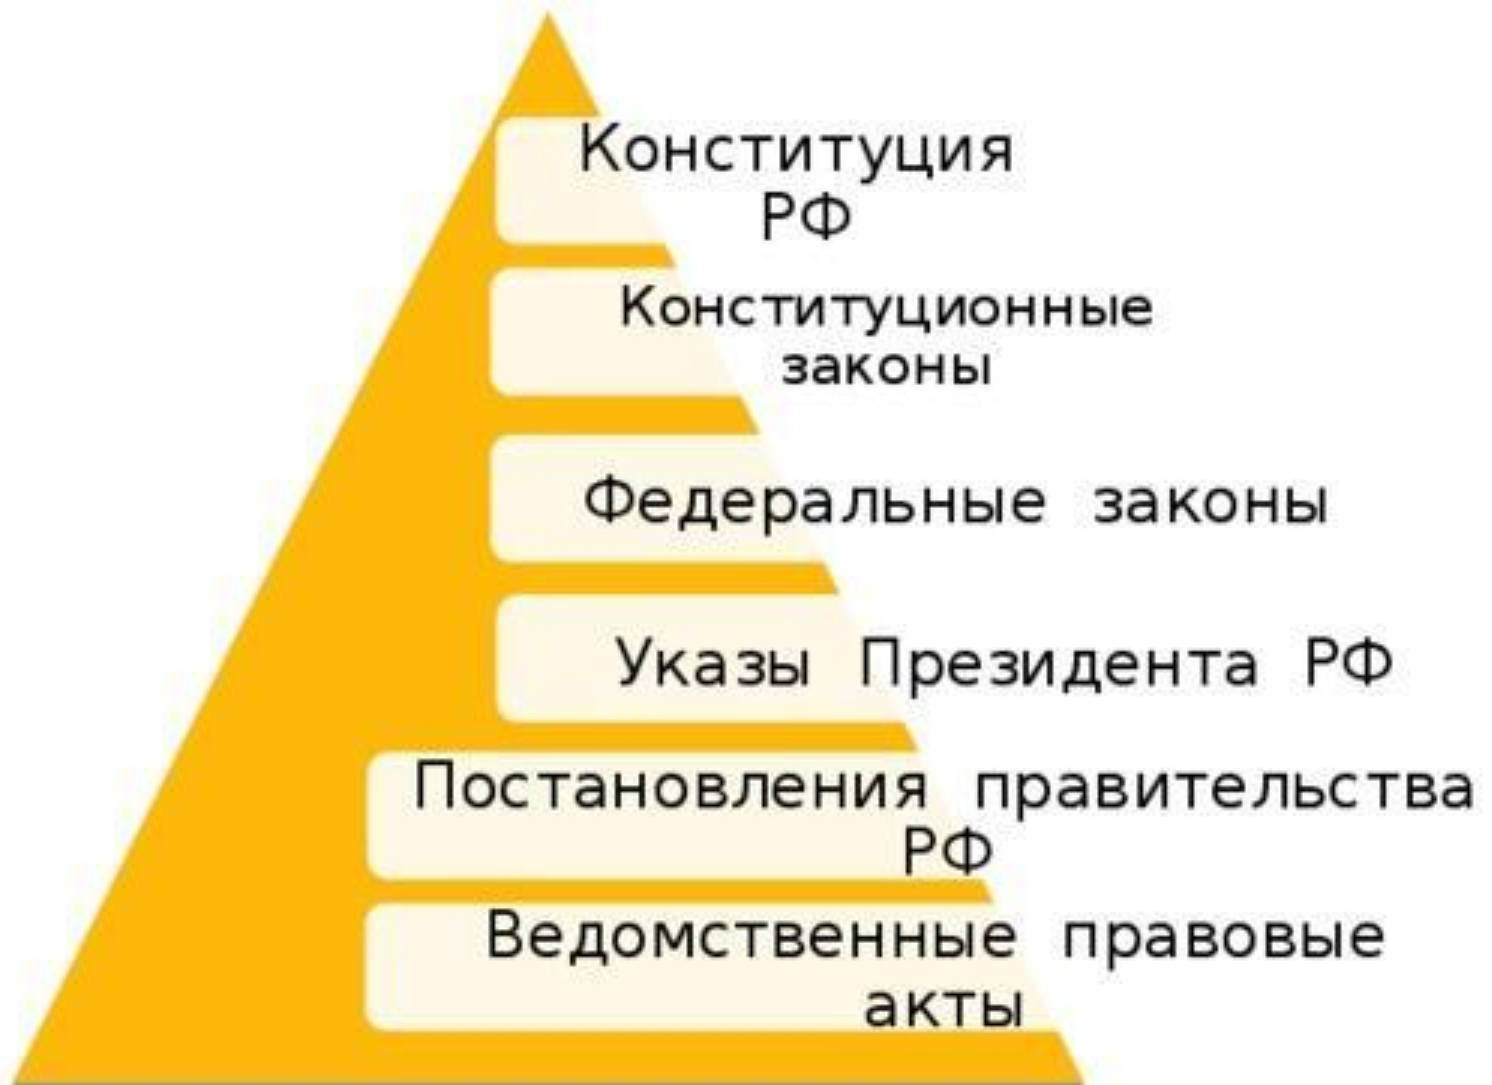 Конституция
РФ
Конституционные
законы
Федеральные законы
Указы Президента РФ
Постановления правительства
РФ
Ведомственные правовые
акты